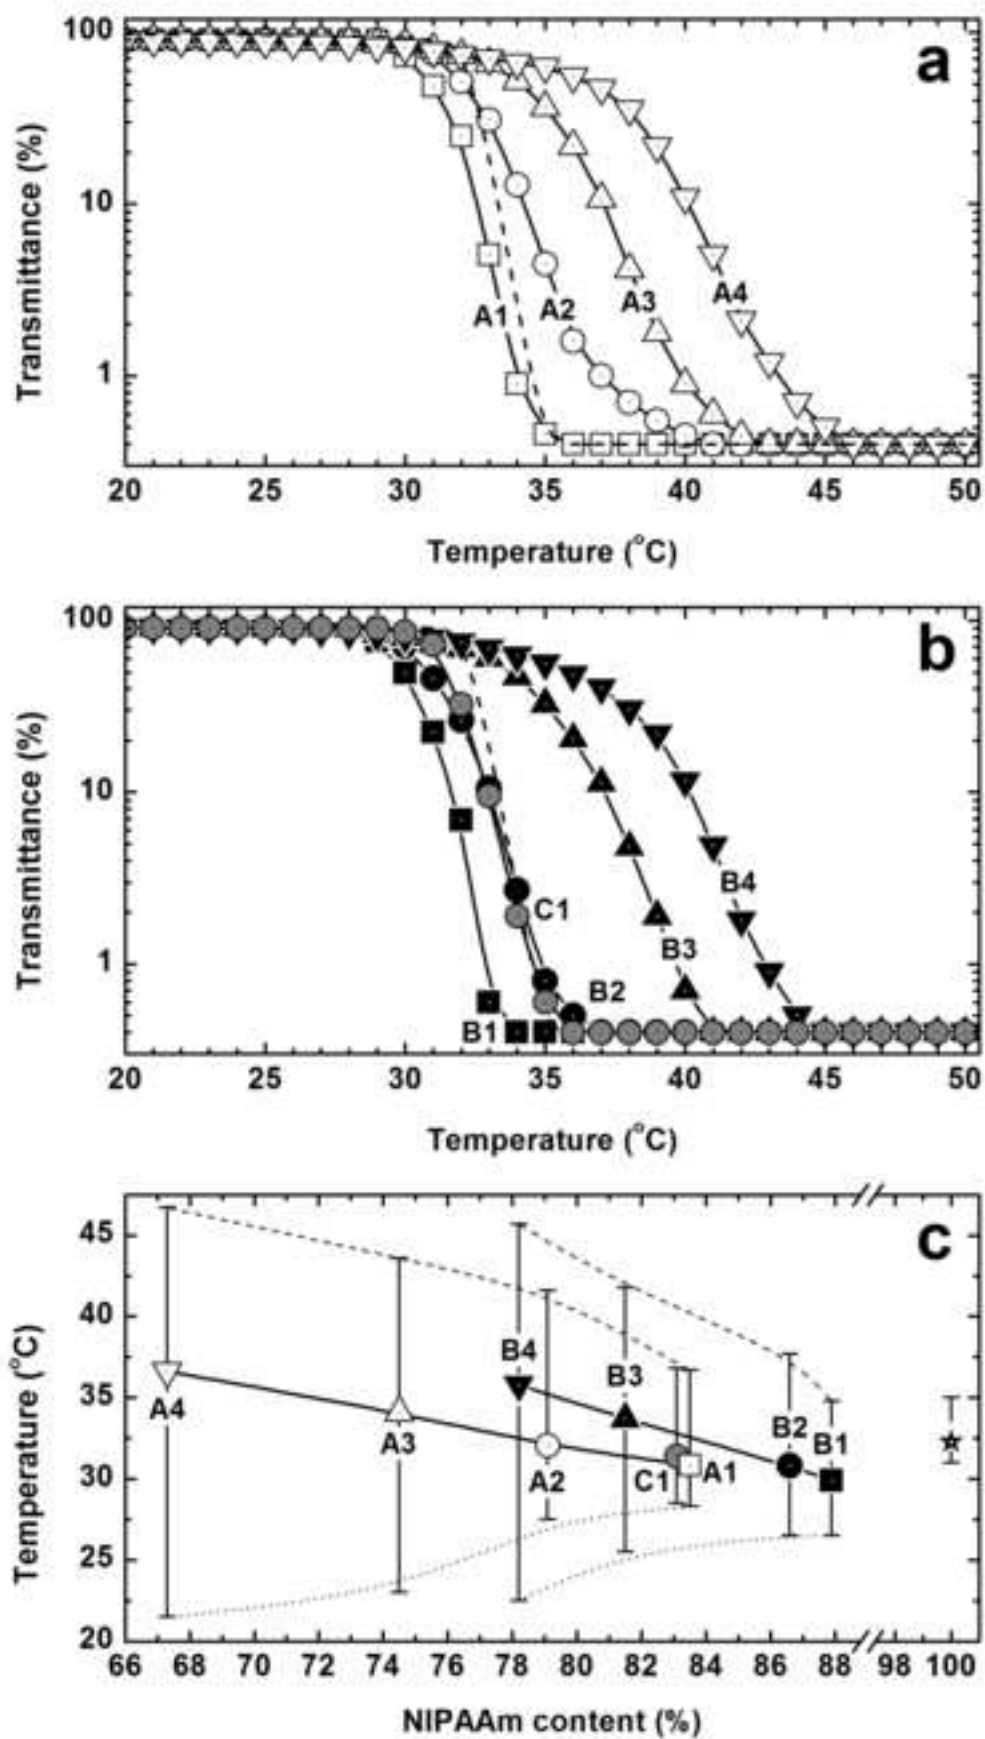 a
100
10
1
Transmittance (%)
A1
A2
A3
A4
20 25 30 35 40 45 50
Temperature (°C)
b
100
10
1
Transmittance (%)
B1
C1
B2
B3
B4
20 25 30 35 40 45 50
Temperature (°C)
c
45
40
35
30
25
20
Temperature (°C)
A4
A3
B4
A2
B3
C1
A1
B2
B1
66 68 70 72 74 76 78 80 82 84 86 88 98 100
NIPAAm content (%)